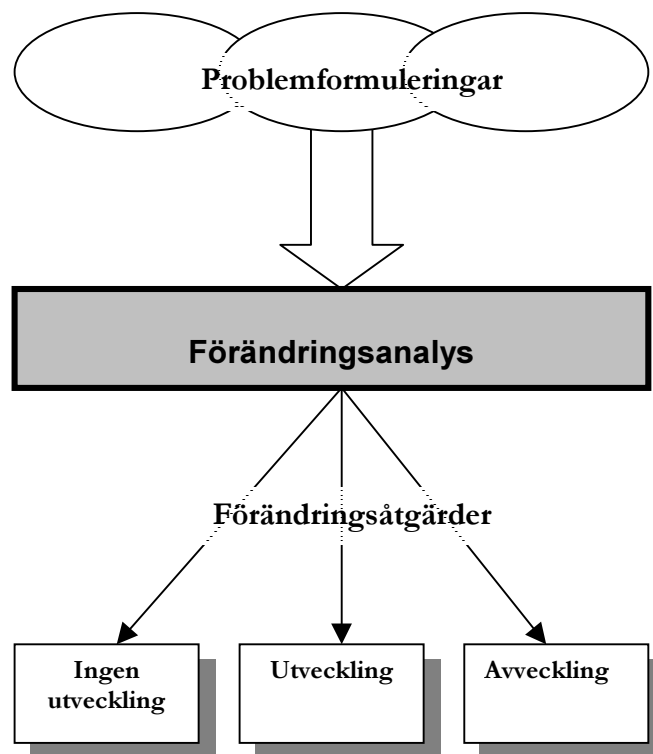 Problemformuleringar
Förändringsanalys
Förändringsåtgärder
Ingen
utveckling
Utveckling
Avveckling